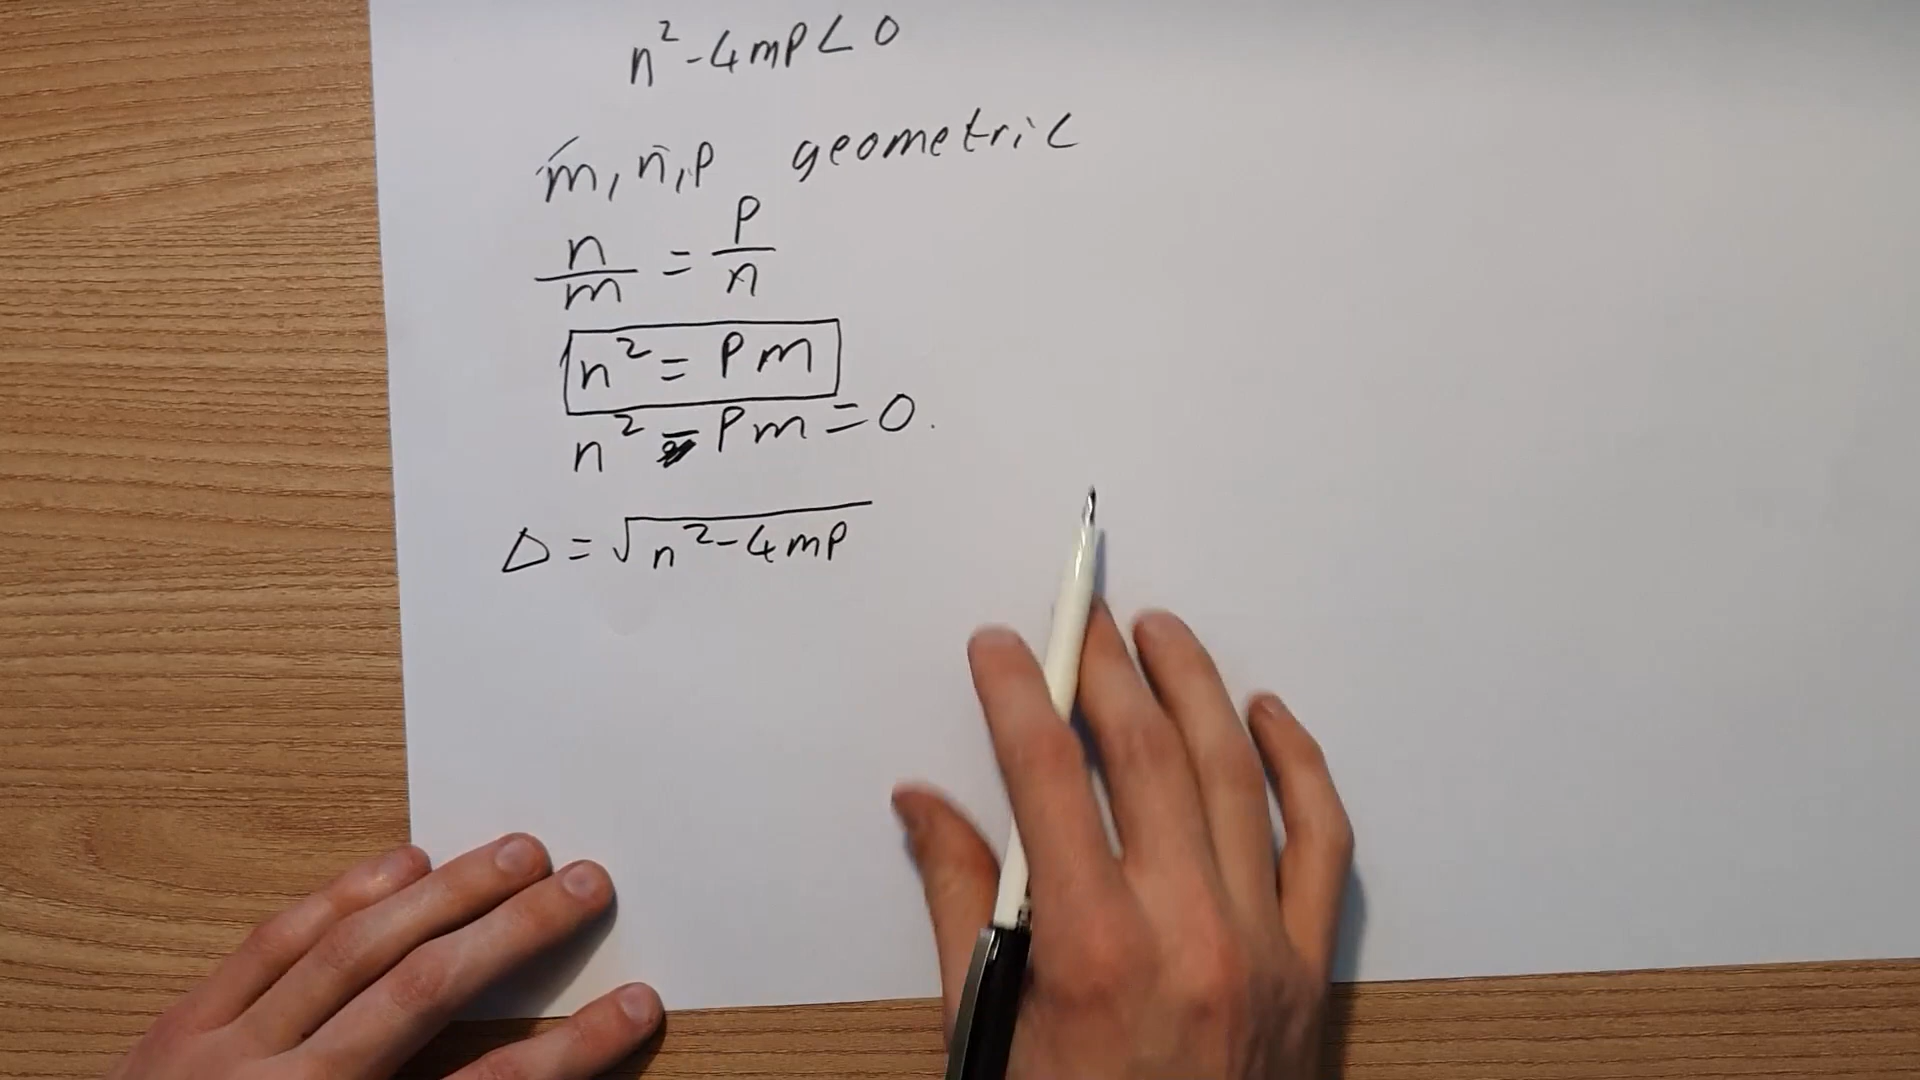 n² - 4mp < 0
m, n, p geometric
n/m = p/n
n² = Pm
n² - Pm = 0.
Δ = √(n² - 4mp)